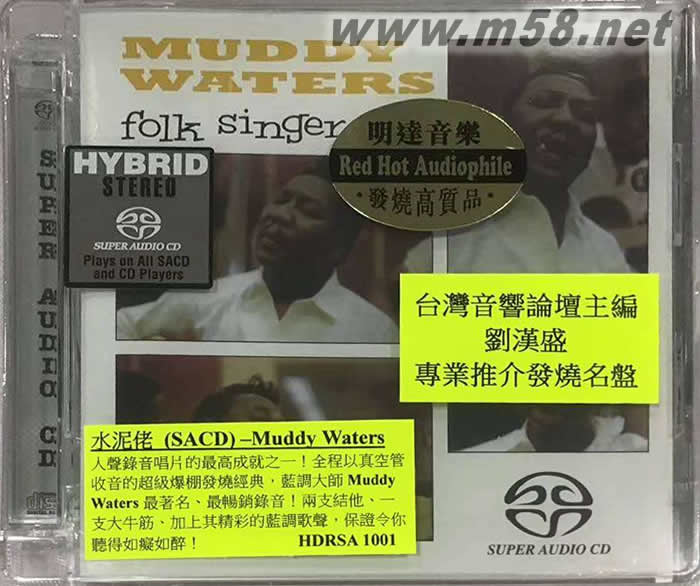 www.m58.net
MUDDY
WATERS
folk singer
明達音樂
Red Hot Audiophile
·發燒高質品·
HYBRID
STEREO
SUPER AUDIO CD
Plays on All SACD
and CD Players
SUPER AUDIO CD
台灣音響論壇主編
劉漢盛
專業推介發燒名盤
水泥佬 (SACD) –Muddy Waters
人聲錄音唱片的最高成就之一！全程以真空管
收音的超級爆棚發燒經典，藍調大師 Muddy
Waters 最著名、最暢銷錄音！兩支結他、一
支大牛筋、加上其精彩的藍調歌聲，保證令你
聽得如癡如醉！ HDRSA 1001
SUPER AUDIO CD